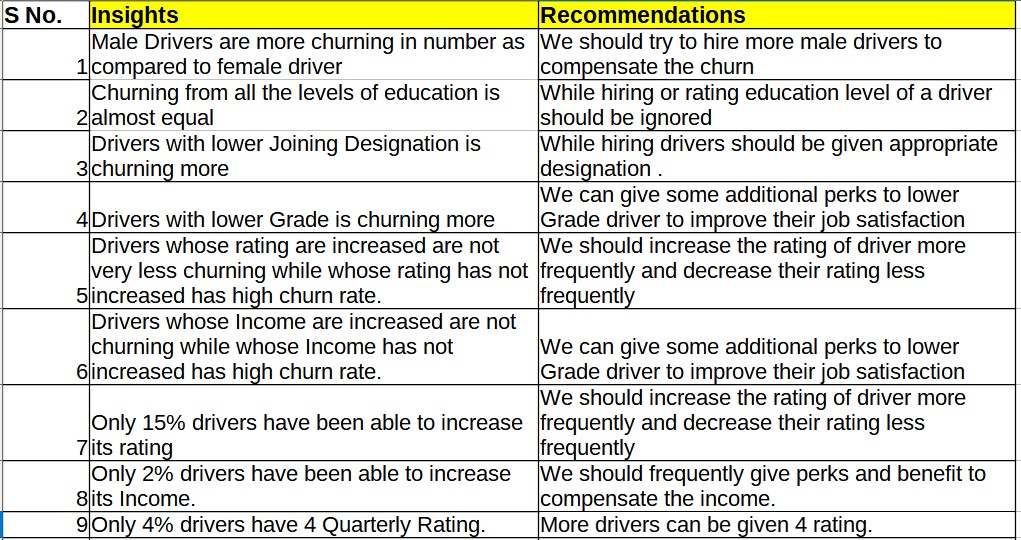 S No. Insights Recommendations
Male Drivers are more churning in number as We should try to hire more male drivers to
1 compared to female driver compensate the churn
Churning from all the levels of education is While hiring or rating education level of a driver
2 almost equal should be ignored
Drivers with lower Joining Designation is While hiring drivers should be given appropriate
3 churning more designation .
We can give some additional perks to lower
4 Drivers with lower Grade is churning more Grade driver to improve their job satisfaction
Drivers whose rating are increased are not We should increase the rating of driver more
very less churning while whose rating has not frequently and decrease their rating less
5 increased has high churn rate. frequently
Drivers whose Income are increased are not
churning while whose Income has not We can give some additional perks to lower
6 increased has high churn rate. Grade driver to improve their job satisfaction
We should increase the rating of driver more
Only 15% drivers have been able to increase frequently and decrease their rating less
7 its rating frequently
Only 2% drivers have been able to increase We should frequently give perks and benefit to
8 its Income. compensate the income.
9 Only 4% drivers have 4 Quarterly Rating. More drivers can be given 4 rating.